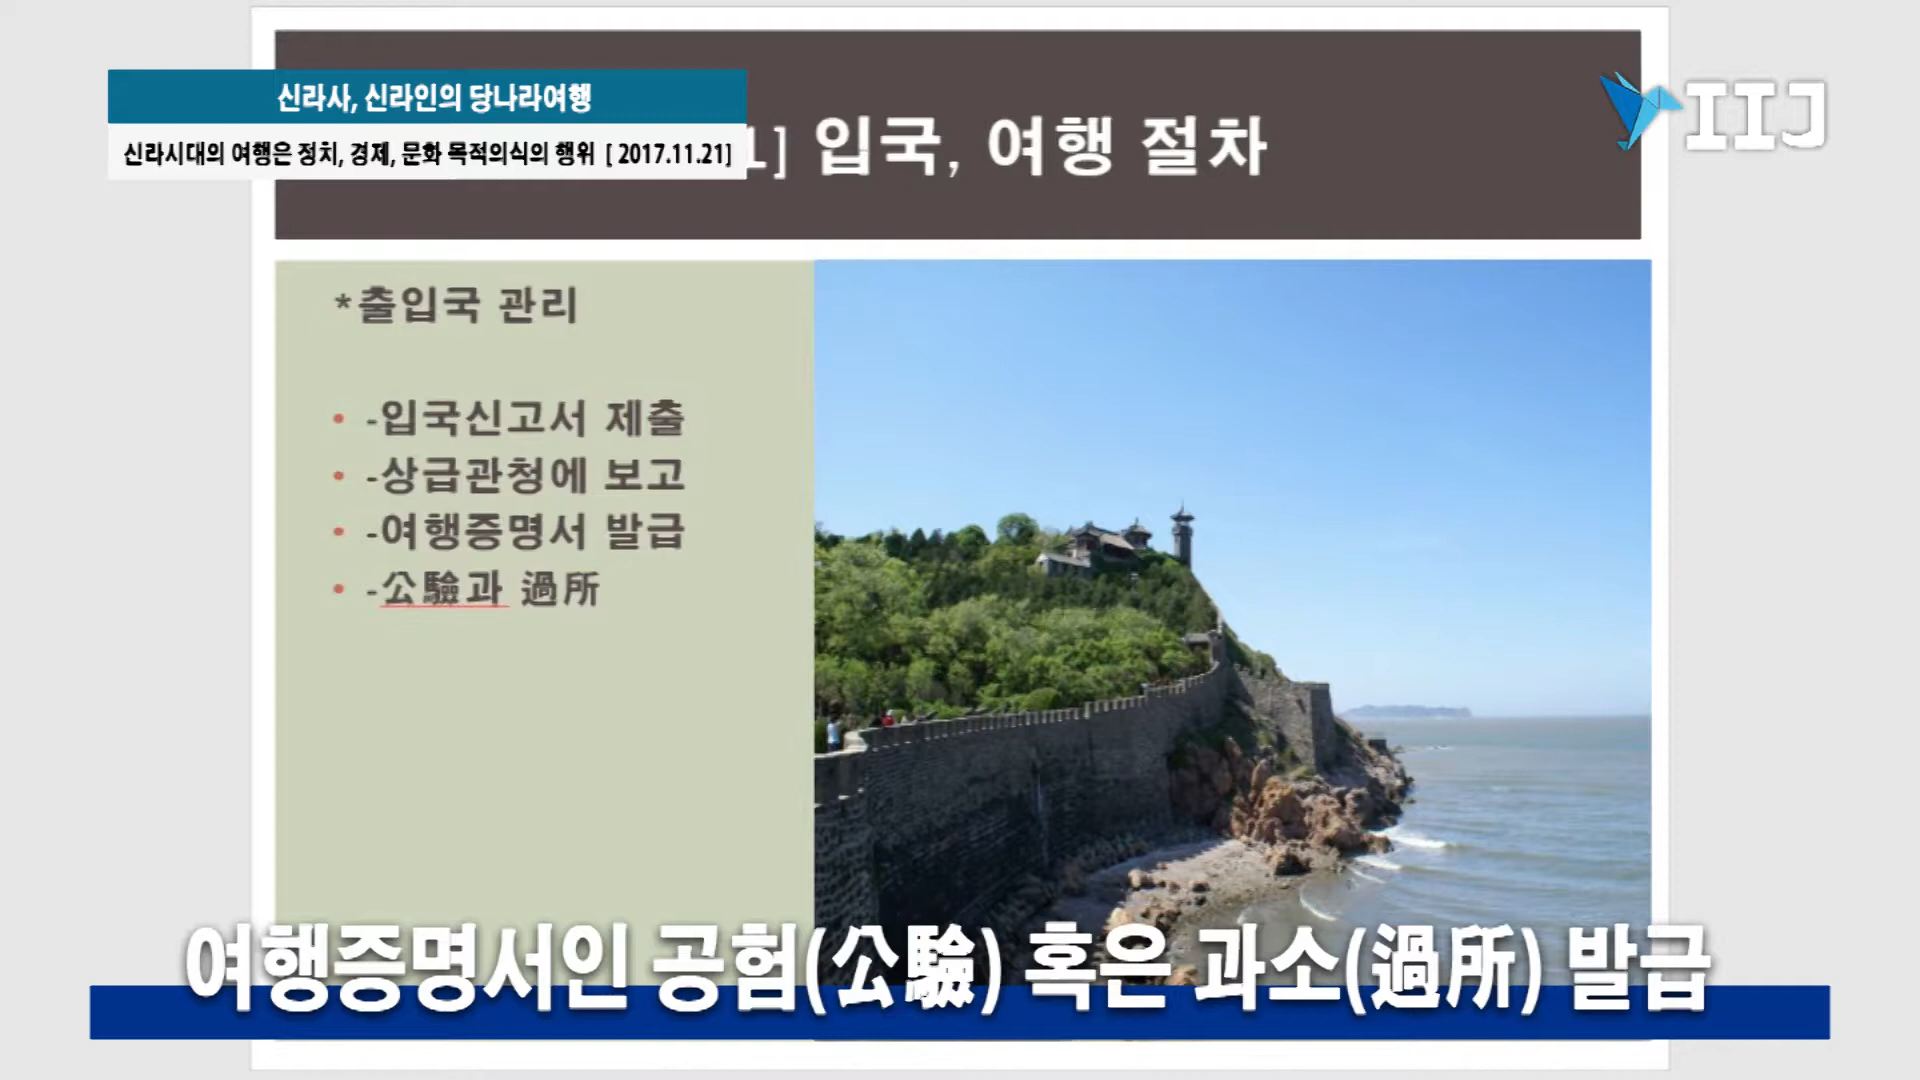 신라사, 신라인의 당나라여행
신라시대의 여행은 정치, 경제, 문화 목적의식의 행위 [ 2017.11.21]
] 입국, 여행 절차
IIJ
*출입국 관리
• -입국신고서 제출
• -상급관청에 보고
• -여행증명서 발급
• -公驗과 過所
여행증명서인 공험(公驗) 혹은 과소(過所) 발급